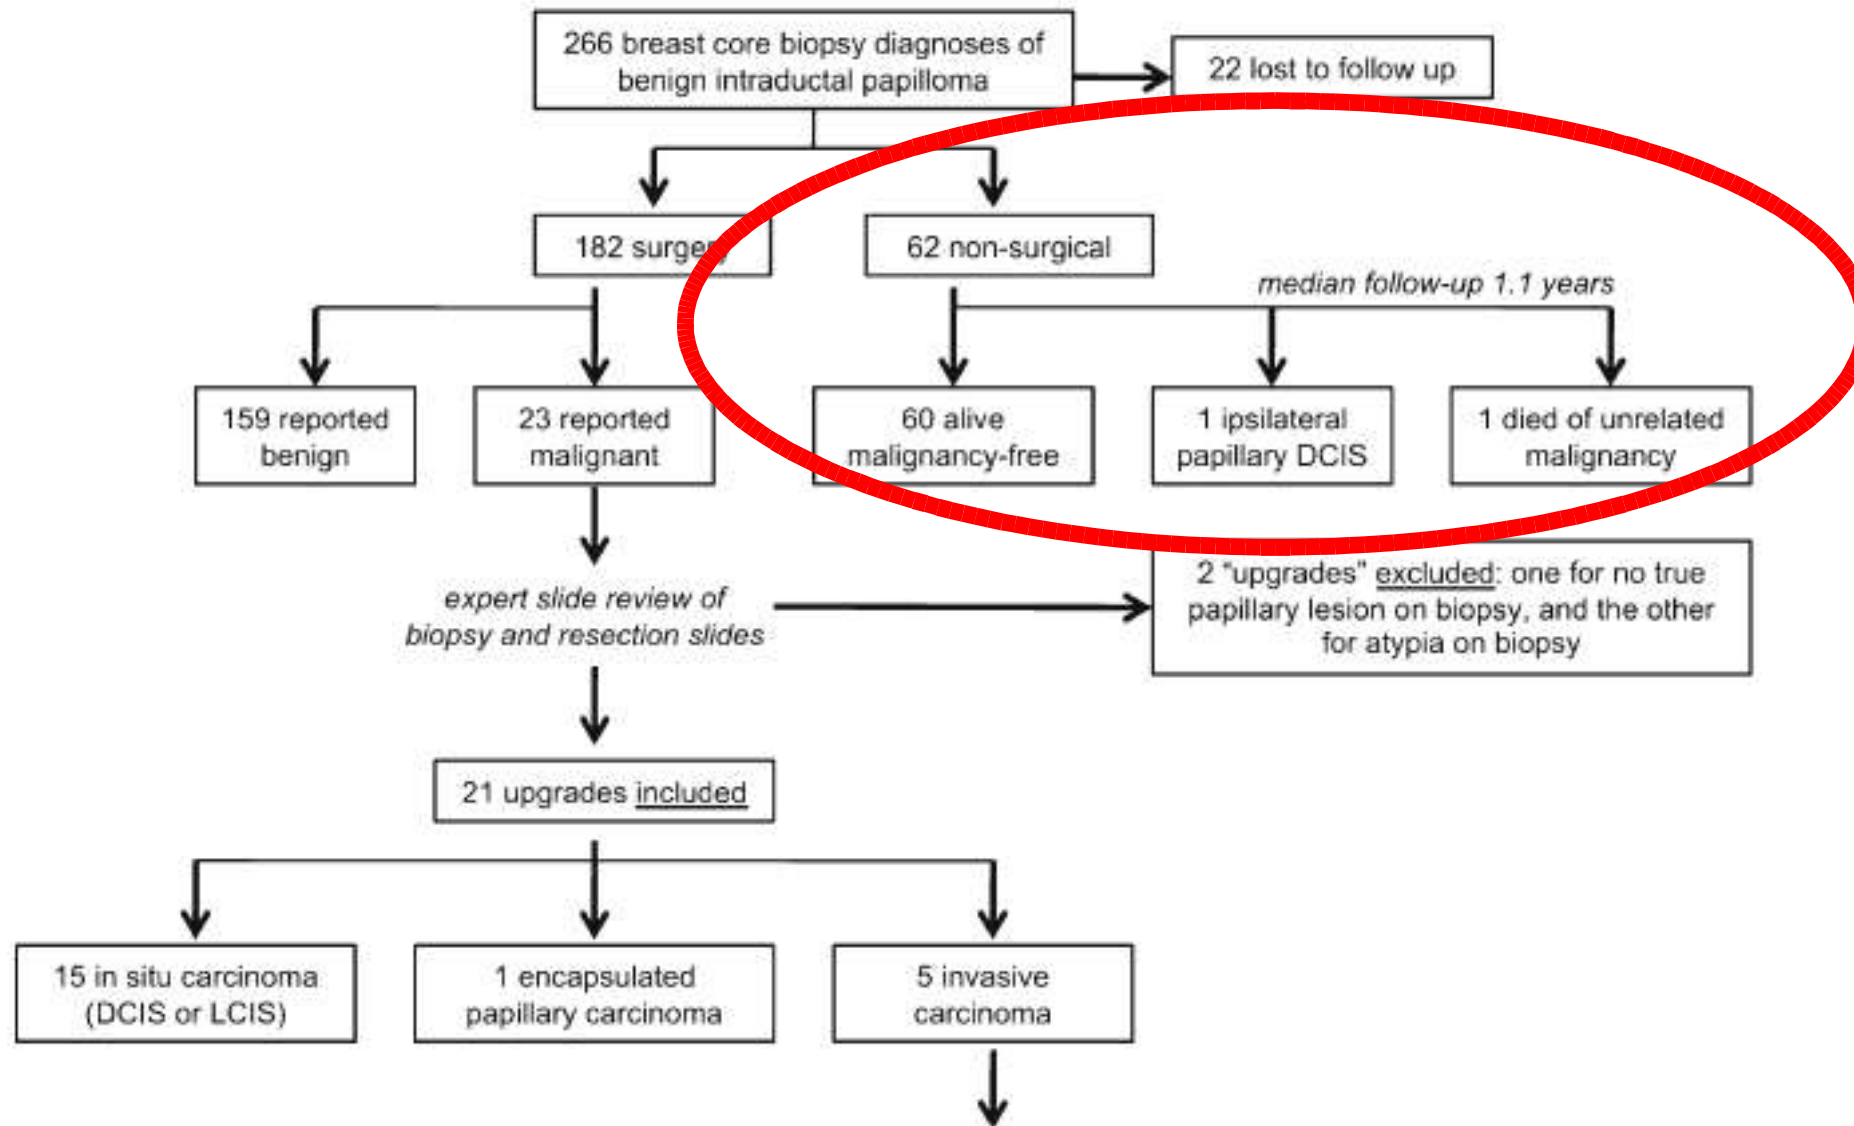 266 breast core biopsy diagnoses of
benign intraductal papilloma
22 lost to follow up
182 surgery
62 non-surgical
median follow-up 1.1 years
159 reported
benign
23 reported
malignant
60 alive
malignancy-free
1 ipsilateral
papillary DCIS
1 died of unrelated
malignancy
expert slide review of
biopsy and resection slides
2 "upgrades" excluded: one for no true
papillary lesion on biopsy, and the other
for atypia on biopsy
21 upgrades included
15 in situ carcinoma
(DCIS or LCIS)
1 encapsulated
papillary carcinoma
5 invasive
carcinoma